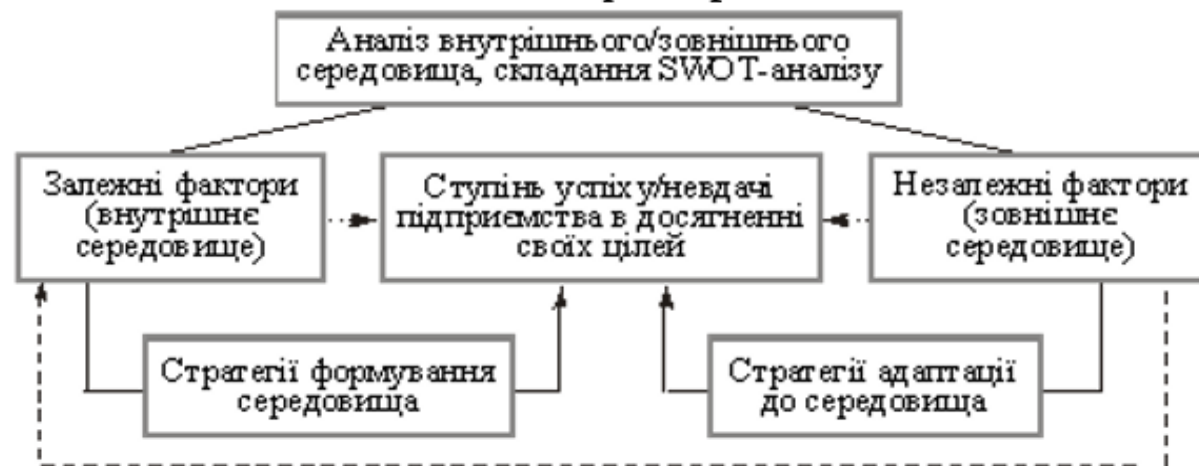 Аналіз внутрішнього/зовнішнього
середовища, складання SWOT-аналізу
Залежні фактори
(внутрішнє
середовище)
Ступінь успіху/невдачі
підприємства в досягненні
своїх цілей
Незалежні фактори
(зовнішнє
середовище)
Стратегії формування
середовища
Стратегії адаптації
до середовища